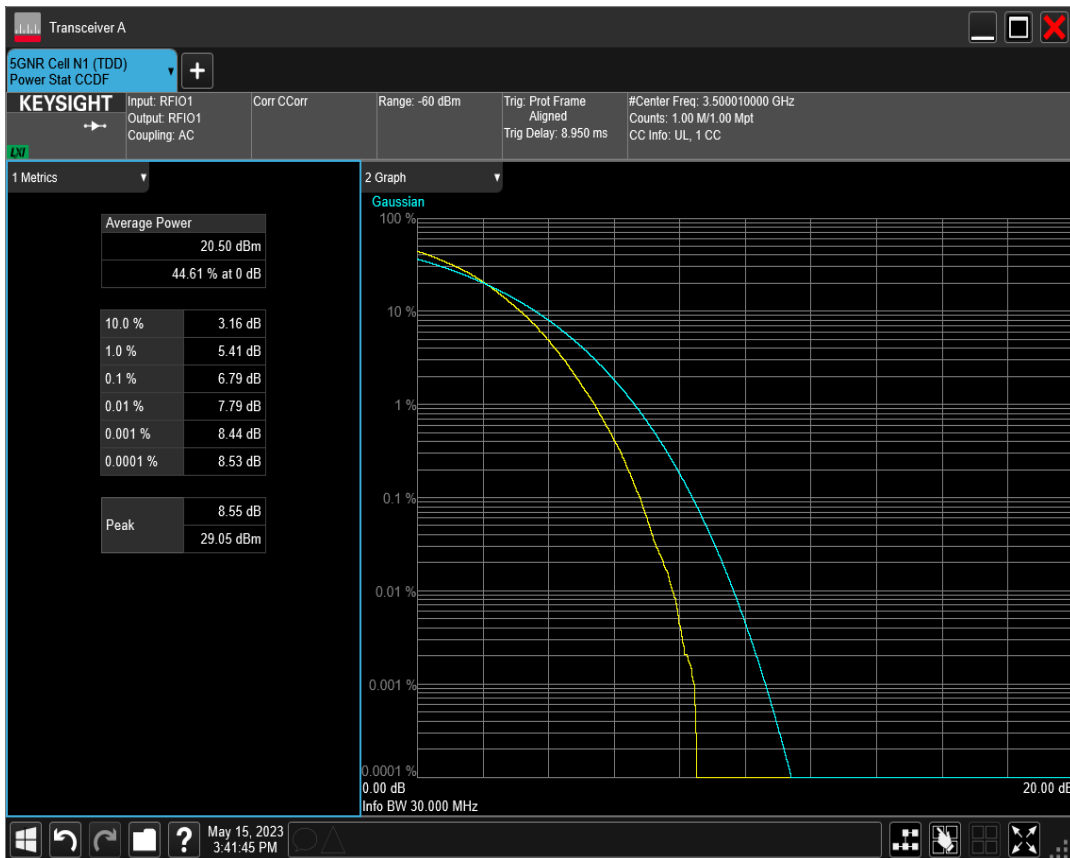 Transceiver A
5GNR Cell N1 (TDD)
Power Stat CCDF
+
KEYSIGHT
LXI
Input: RFIO1
Output: RFIO1
Coupling: AC
Corr CCorr
Range: -60 dBm
Trig: Prot Frame
Aligned
Trig Delay: 8.950 ms
#Center Freq: 3.500010000 GHz
Counts: 1.00 M/1.00 Mpt
CC Info: UL, 1 CC
1 Metrics
Average Power
20.50 dBm
44.61 % at 0 dB
10.0 % 3.16 dB
1.0 % 5.41 dB
0.1 % 6.79 dB
0.01 % 7.79 dB
0.001 % 8.44 dB
0.0001 % 8.53 dB
Peak
8.55 dB
29.05 dBm
2 Graph
Gaussian
100 %
10 %
1 %
0.1 %
0.01 %
0.001 %
0.0001 %
0.00 dB 20.00 dB
Info BW 30.000 MHz
?
May 15, 2023
3:41:45 PM